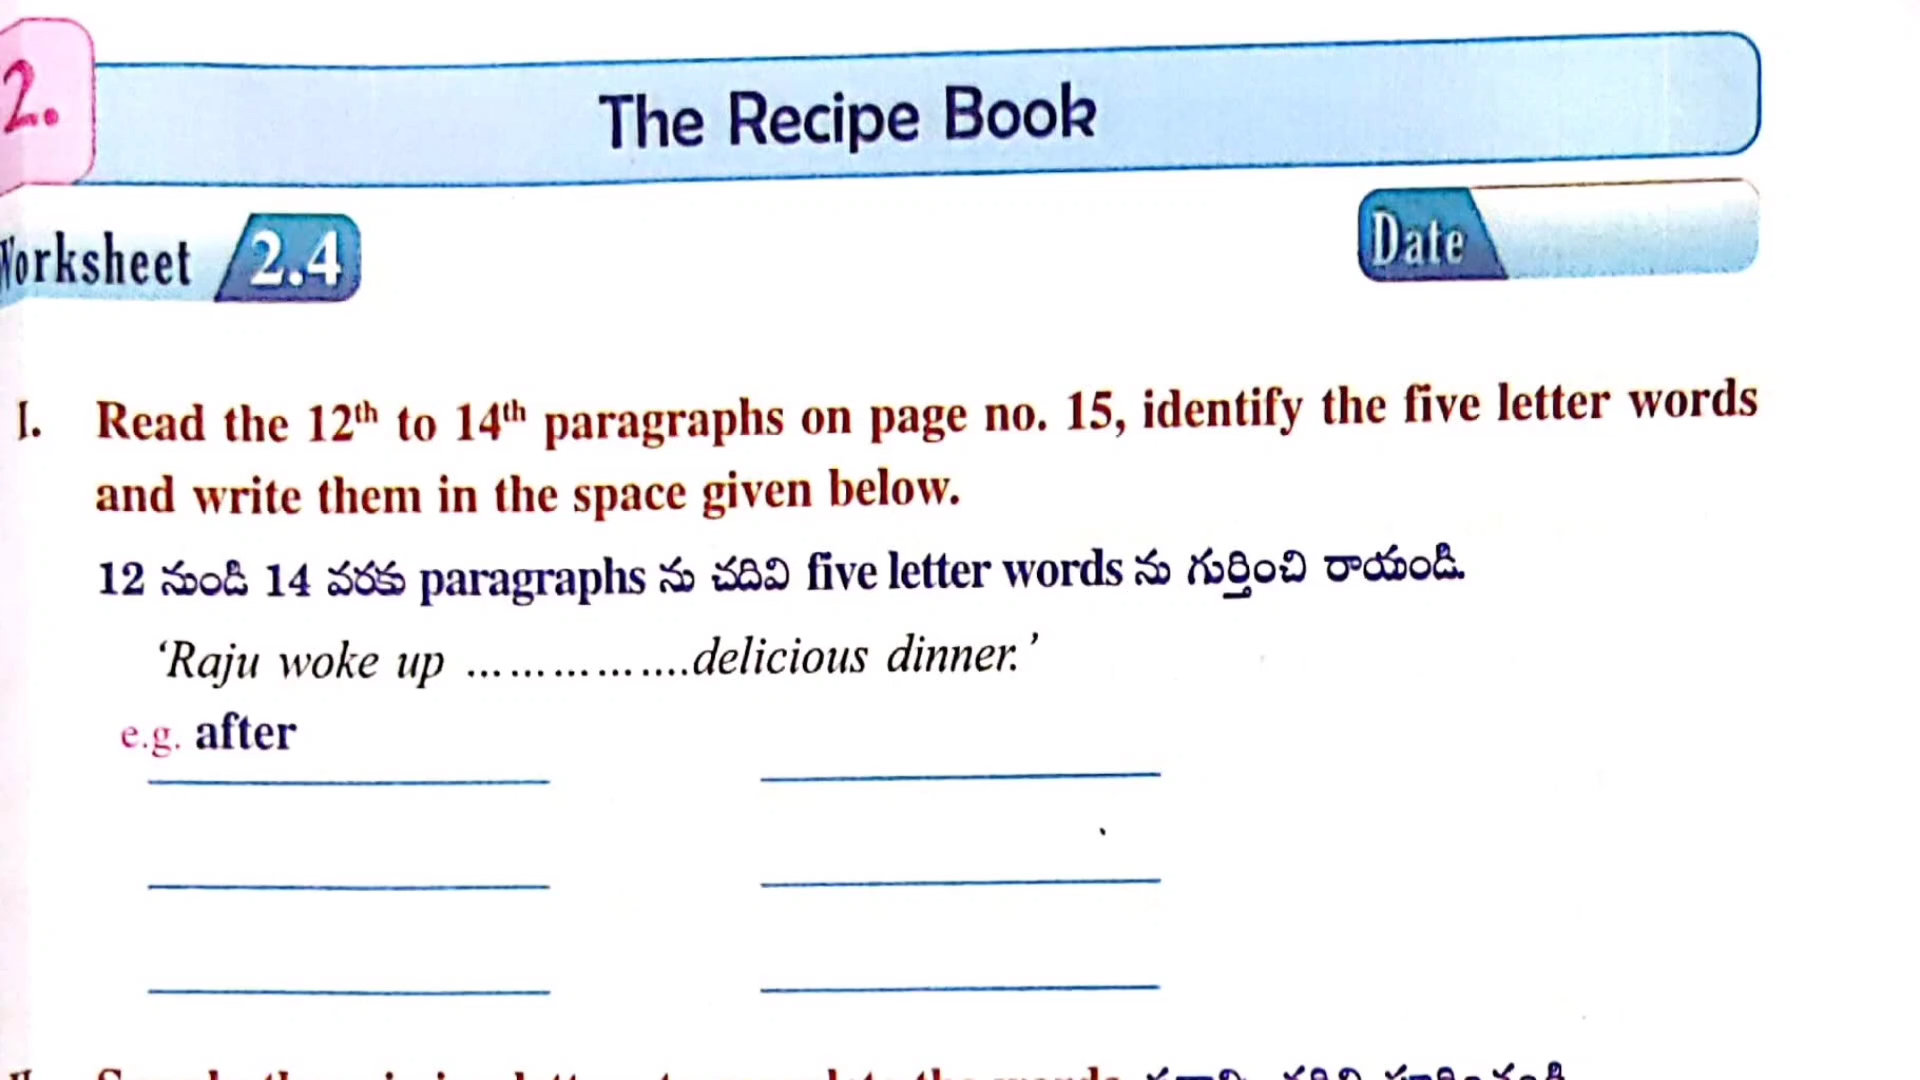 2.
The Recipe Book
Worksheet 2.4
Date
I. Read the 12th to 14th paragraphs on page no. 15, identify the five letter words
and write them in the space given below.
12 నుండి 14 వరకు paragraphs ను చదివి five letter words ను గుర్తించి రాయండి.
‘Raju woke up ................delicious dinner.’
e.g. after